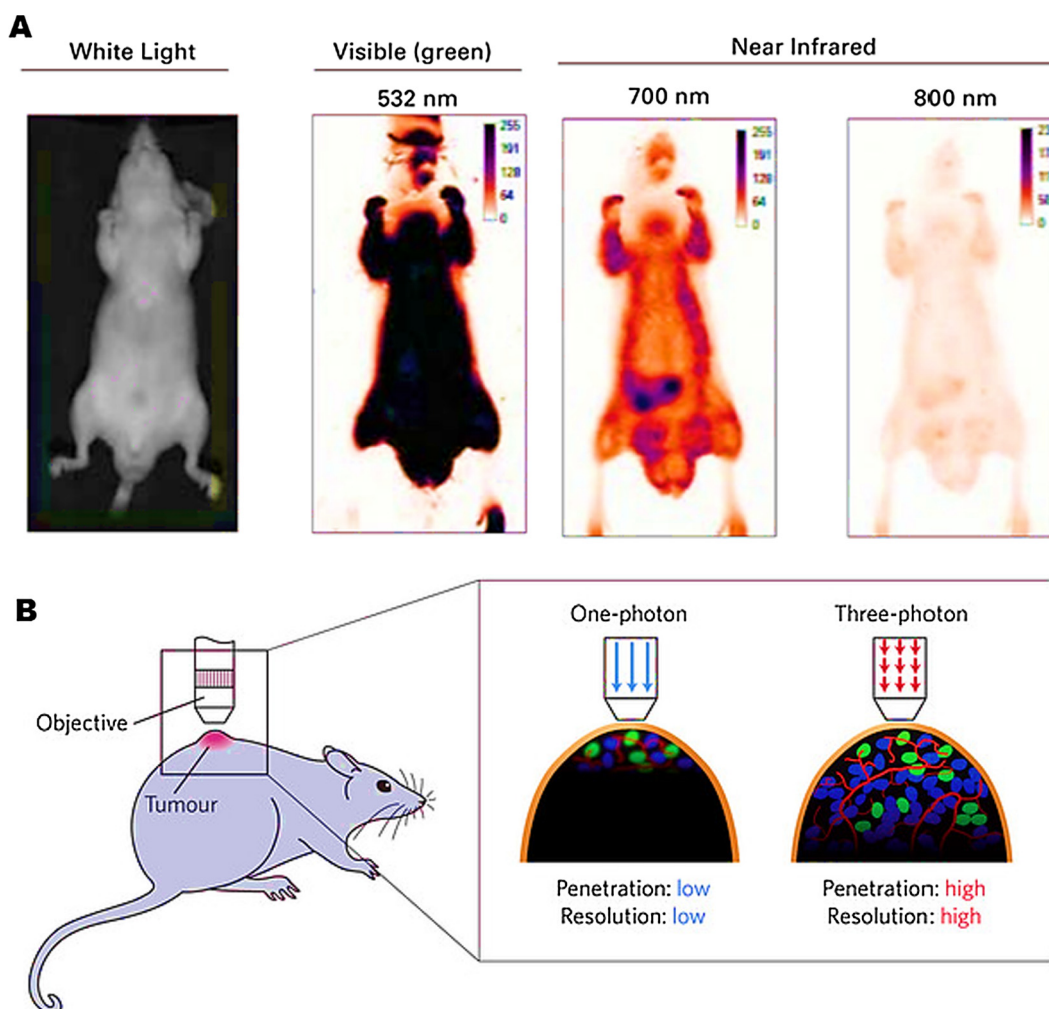 A
White Light
Visible (green)
Near Infrared
532 nm
700 nm
800 nm
255
191
128
64
0
255
191
128
64
0
0
B
One-photon
Three-photon
Objective
Tumour
Penetration: low
Resolution: low
Penetration: high
Resolution: high